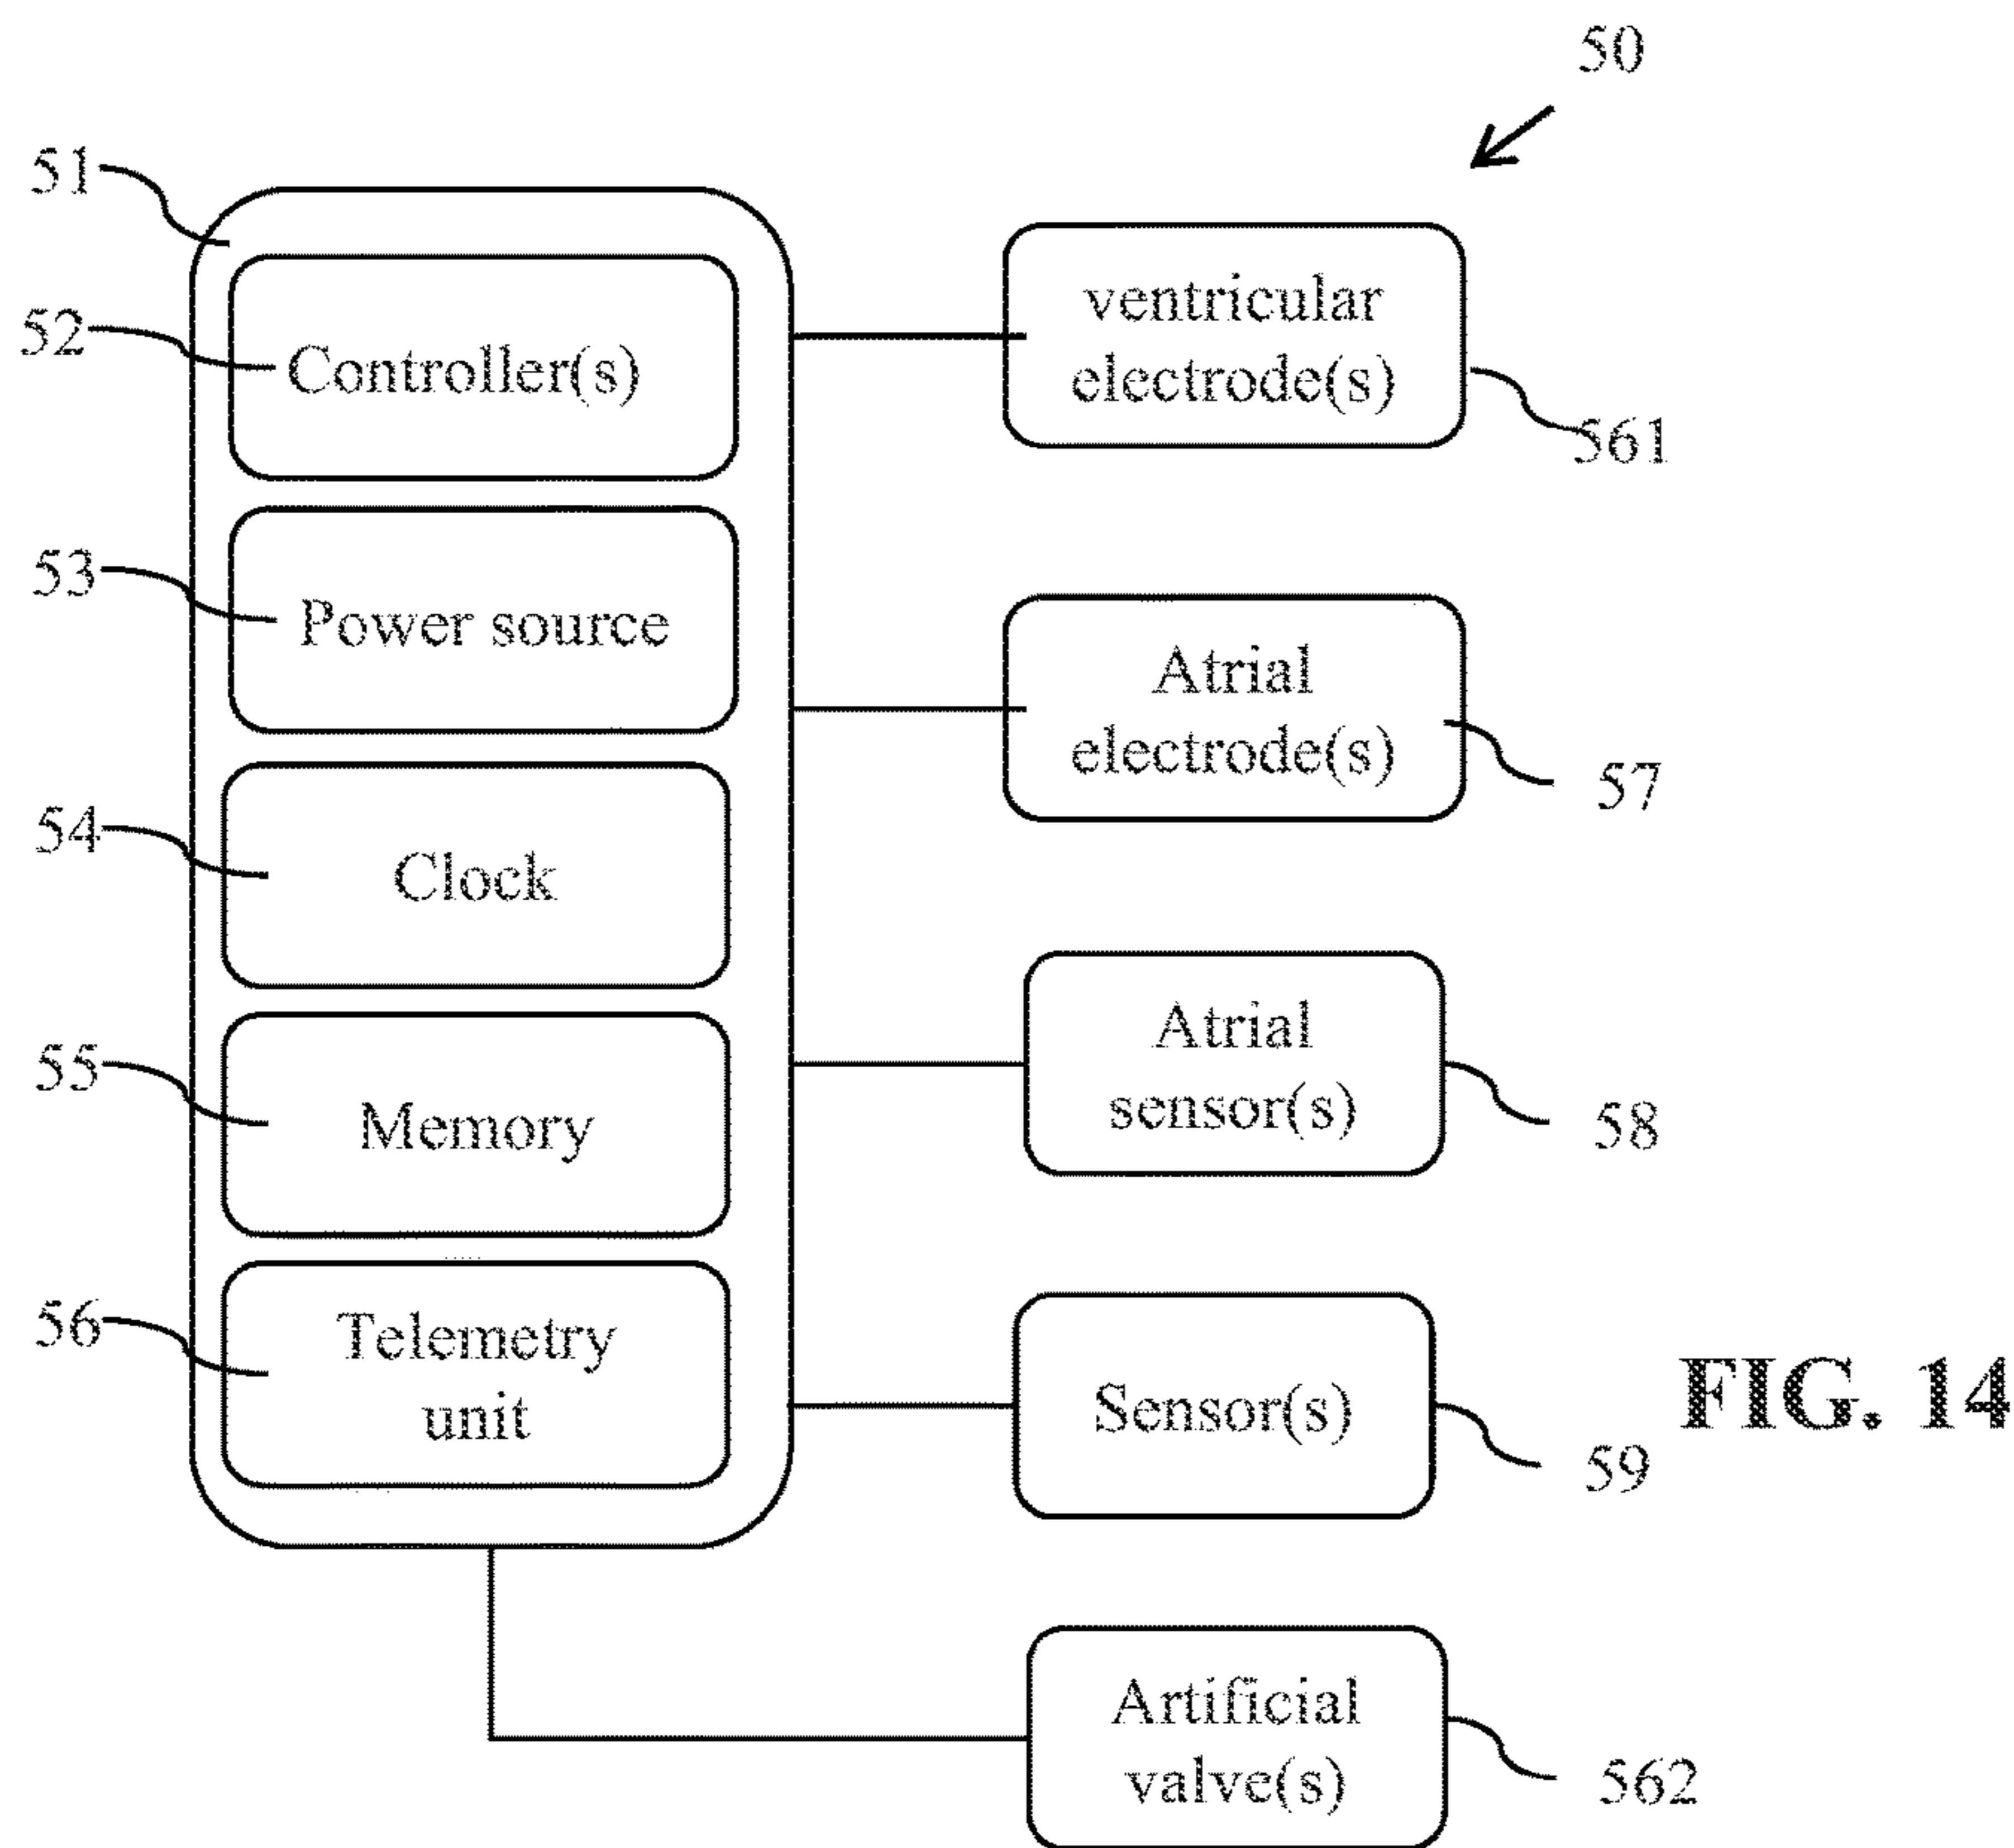 50
51
52
Controller(s)
53
Power source
54
Clock
55
Memory
56
Telemetry
unit
ventricular
electrode(s)
561
Atrial
electrode(s)
57
Atrial
sensor(s)
58
Sensor(s)
59
Artificial
valve(s)
562
FIG. 14